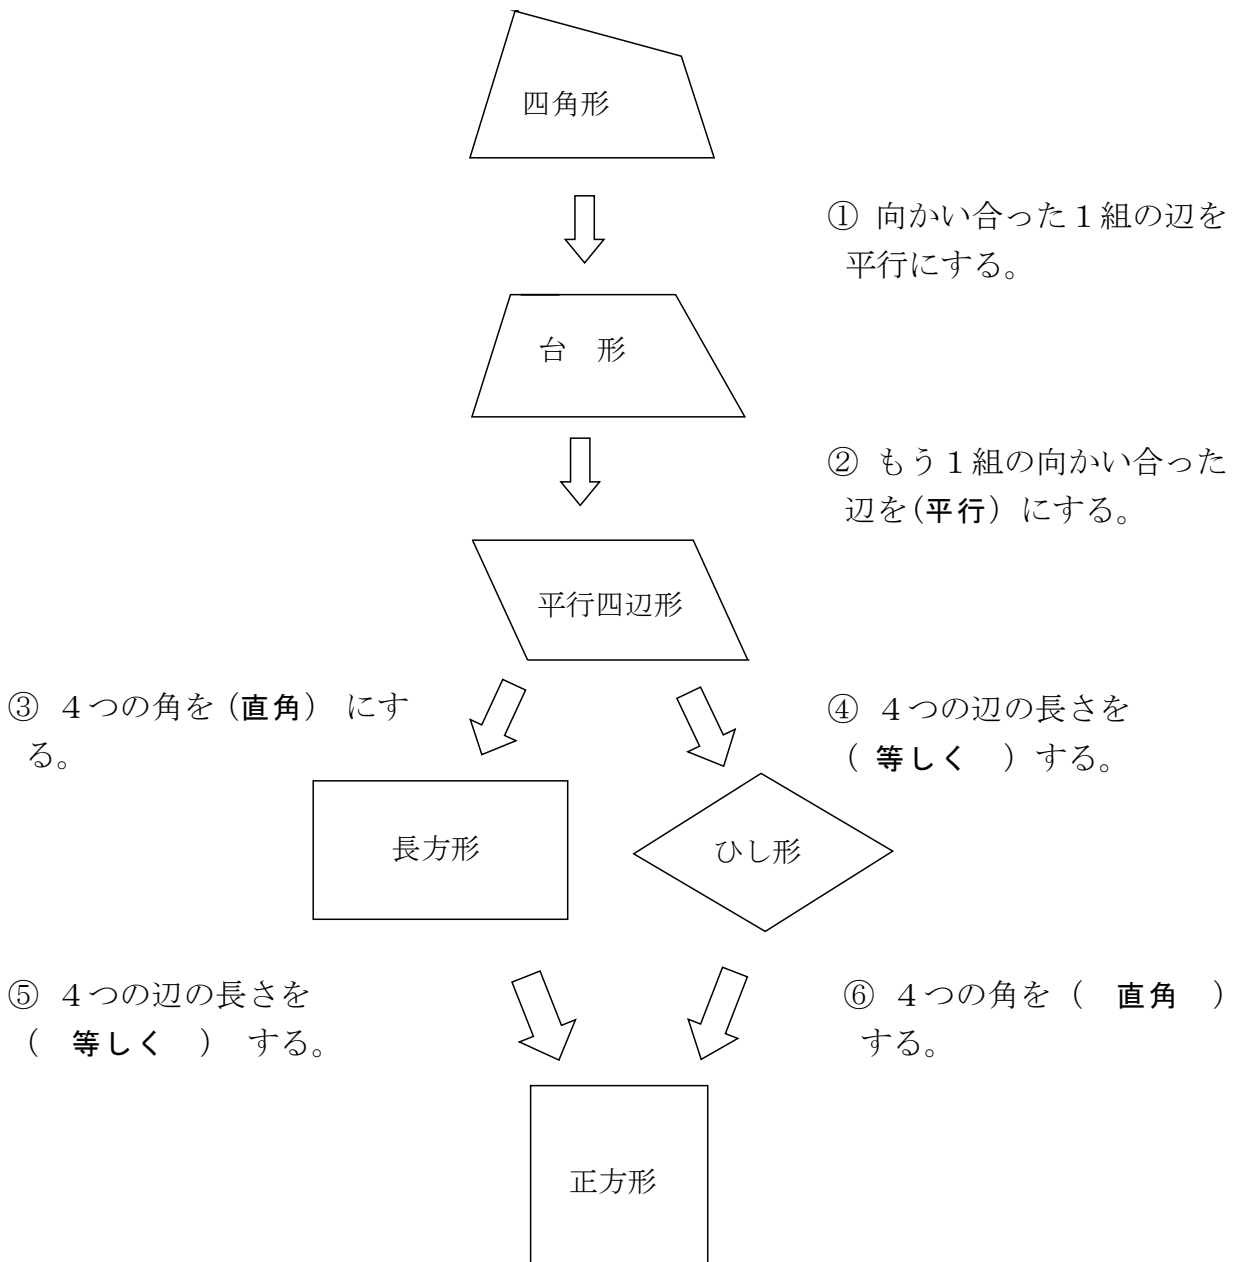 四角形
① 向かい合った１組の辺を
平行にする。
台　形
② もう１組の向かい合った
辺を（平行）にする。
平行四辺形
③ ４つの角を（直角） にす
る。
④ ４つの辺の長さを
（ 等しく　）する。
長方形
ひし形
⑤ ４つの辺の長さを
（　等しく　） する。
⑥ ４つの角を（　直角　）
する。
正方形